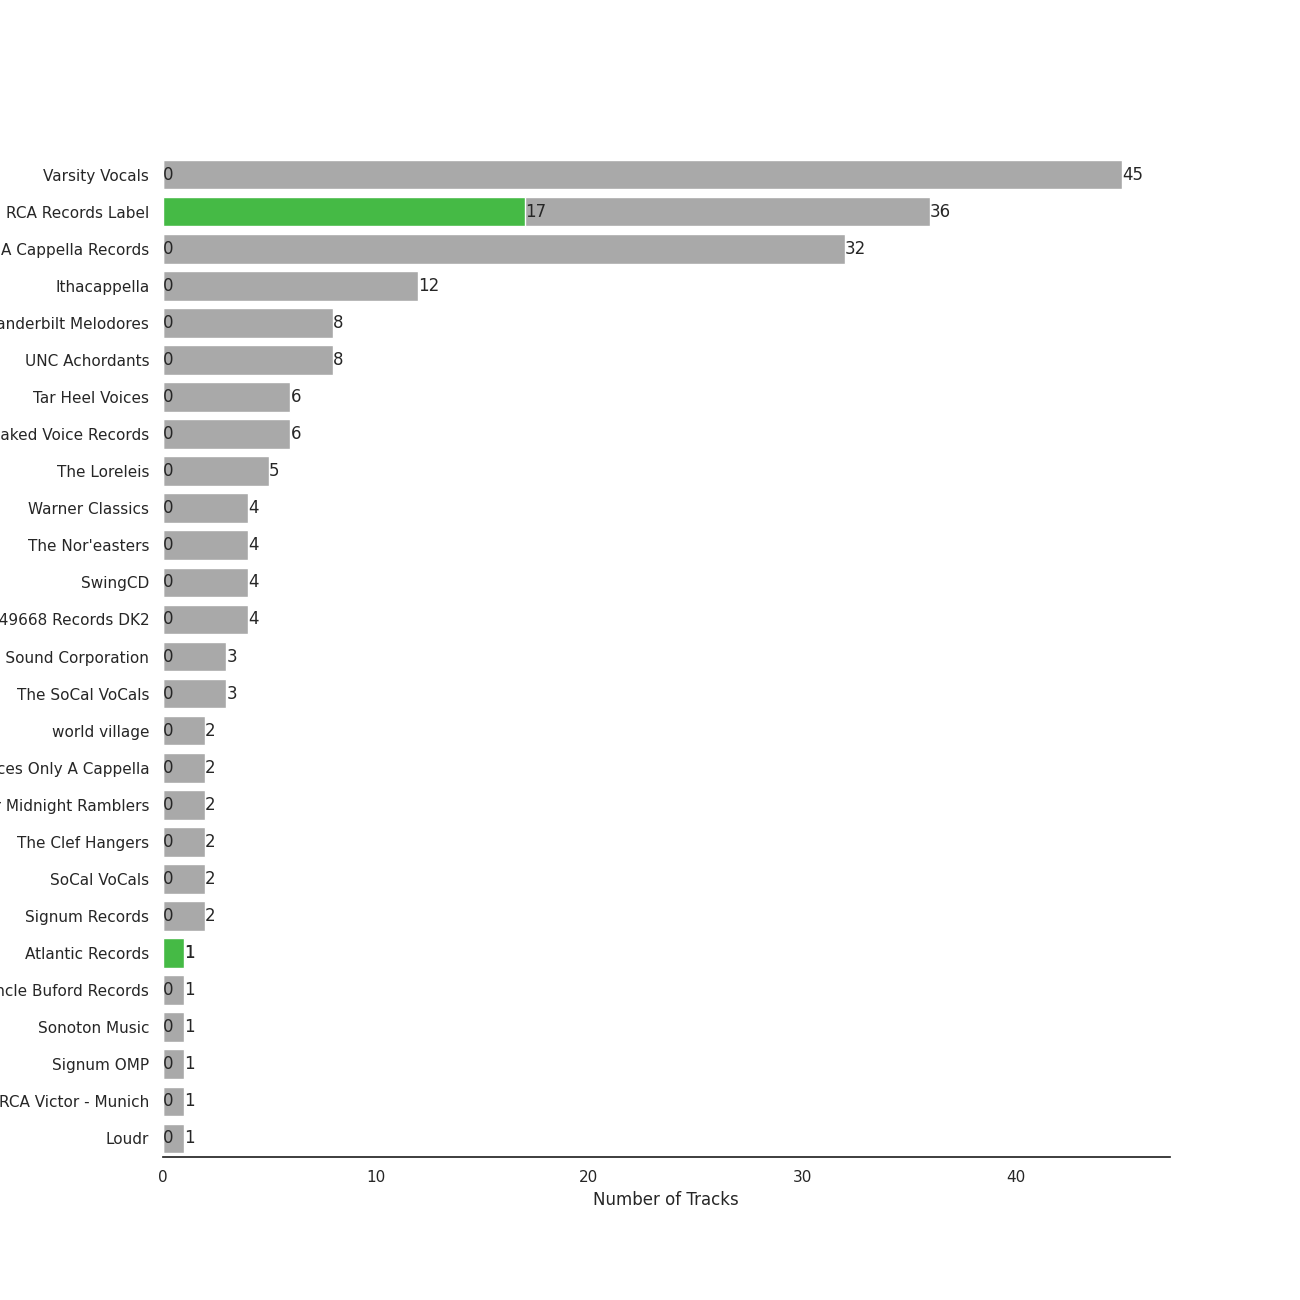 Varsity Vocals 0 45
RCA Records Label 17 36
A Cappella Records 0 32
Ithacappella 0 12
Melodores 0 8
UNC Achordants 0 8
Tar Heel Voices 0 6
Voice Records 0 6
The Loreleis 0 5
Warner Classics 0 4
The Nor'easters 0 4
SwingCD 0 4
49668 Records DK2 0 4
Sound Corporation 0 3
The SoCal VoCals 0 3
world village 0 2
Only A Cappella 0 2
Midnight Ramblers 0 2
The Clef Hangers 0 2
SoCal VoCals 0 2
Signum Records 0 2
Atlantic Records 1
Buford Records 0 1
Sonoton Music 0 1
Signum OMP 0 1
RCA Victor - Munich 0 1
Loudr 0 1
0 10 20 30 40
Number of Tracks